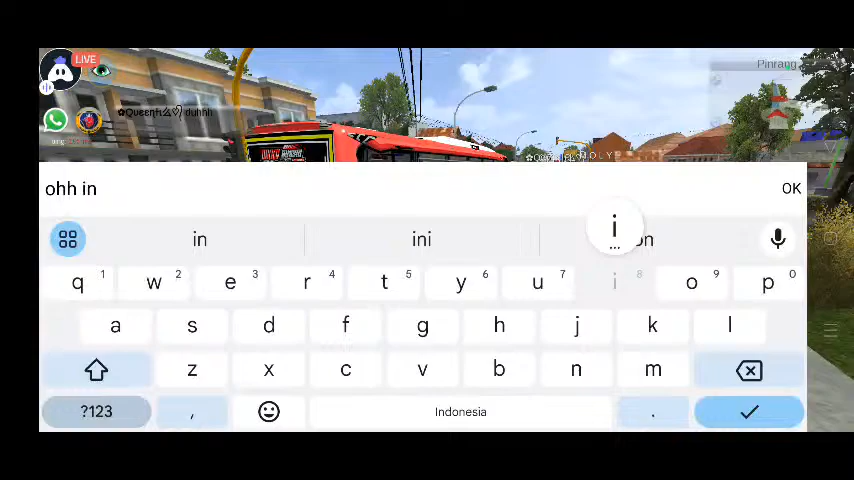 LIVE
Pinrang
duhhh
ohh in
OK
in
ini
i
on
q 1 w 2 e 3 r 4 t 5 y 6 u 7 i 8 o 9 p 0
a s d f g h j k l
z x c v b n m
?123 , Indonesia .